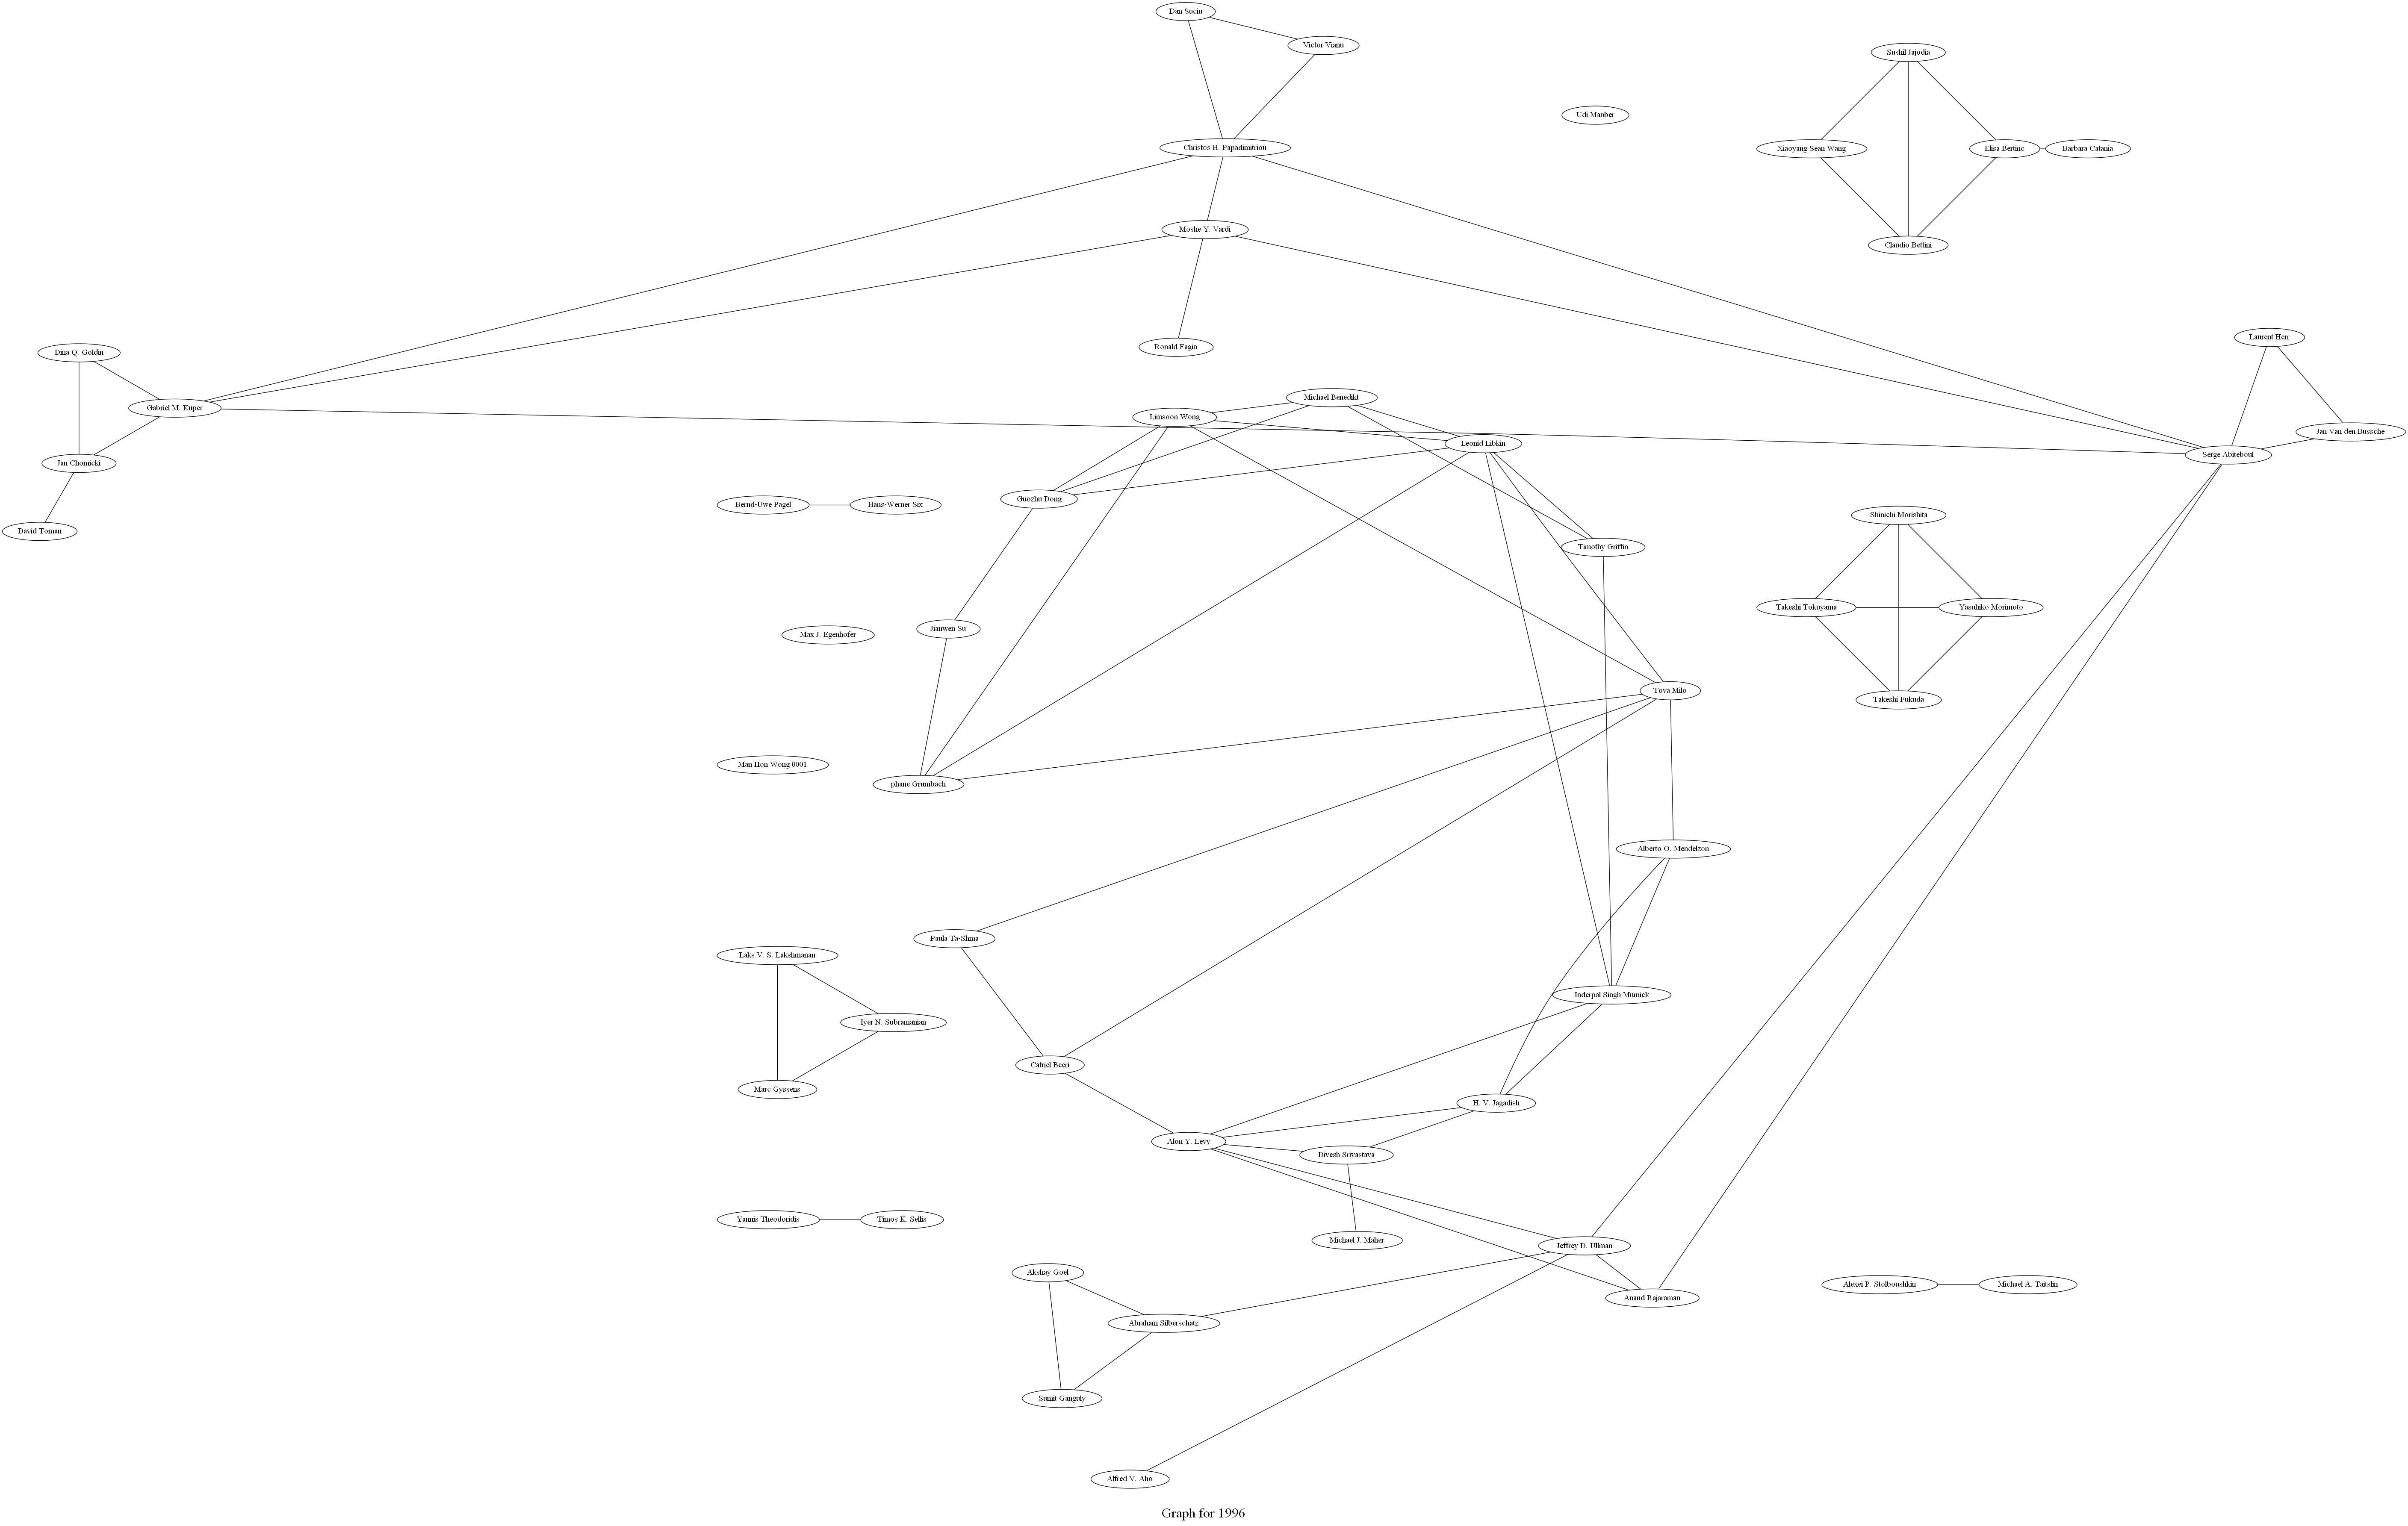 Dan Suciu
Victor Vianu
Sushil Jajodia
Udi Manber
Christos H. Papadimitriou
Xiaoyang Sean Wang
Elisa Bertino
Barbara Catania
Moshe Y. Vardi
Claudio Bettini
Laurent Herr
Ronald Fagin
Dina Q. Goldin
Michael Benedikt
Gabriel M. Kuper
Limsoon Wong
Jan Van den Bussche
Leonid Libkin
Serge Abiteboul
Jan Chomicki
Guozhu Dong
Bernd-Uwe Pagel
Hans-Werner Six
Shinichi Morishita
David Toman
Timothy Griffin
Takeshi Tokuyama
Yasuhiko Morimoto
Jianwen Su
Max J. Egenhofer
Tova Milo
Takeshi Fukuda
Man Hon Wong 0001
phane Grumbach
Alberto O. Mendelzon
Paula Ta-Shma
Laks V. S. Lakshmanan
Inderpal Singh Mumick
Iyer N. Subramanian
Catriel Beeri
Marc Gyssens
H. V. Jagadish
Alon Y. Levy
Divesh Srivastava
Yannis Theodoridis
Timos K. Sellis
Michael J. Maher
Jeffrey D. Ullman
Akshay Goel
Alexei P. Stolboushkin
Michael A. Taitslin
Anand Rajaraman
Abraham Silberschatz
Sumit Ganguly
Alfred V. Aho
Graph for 1996